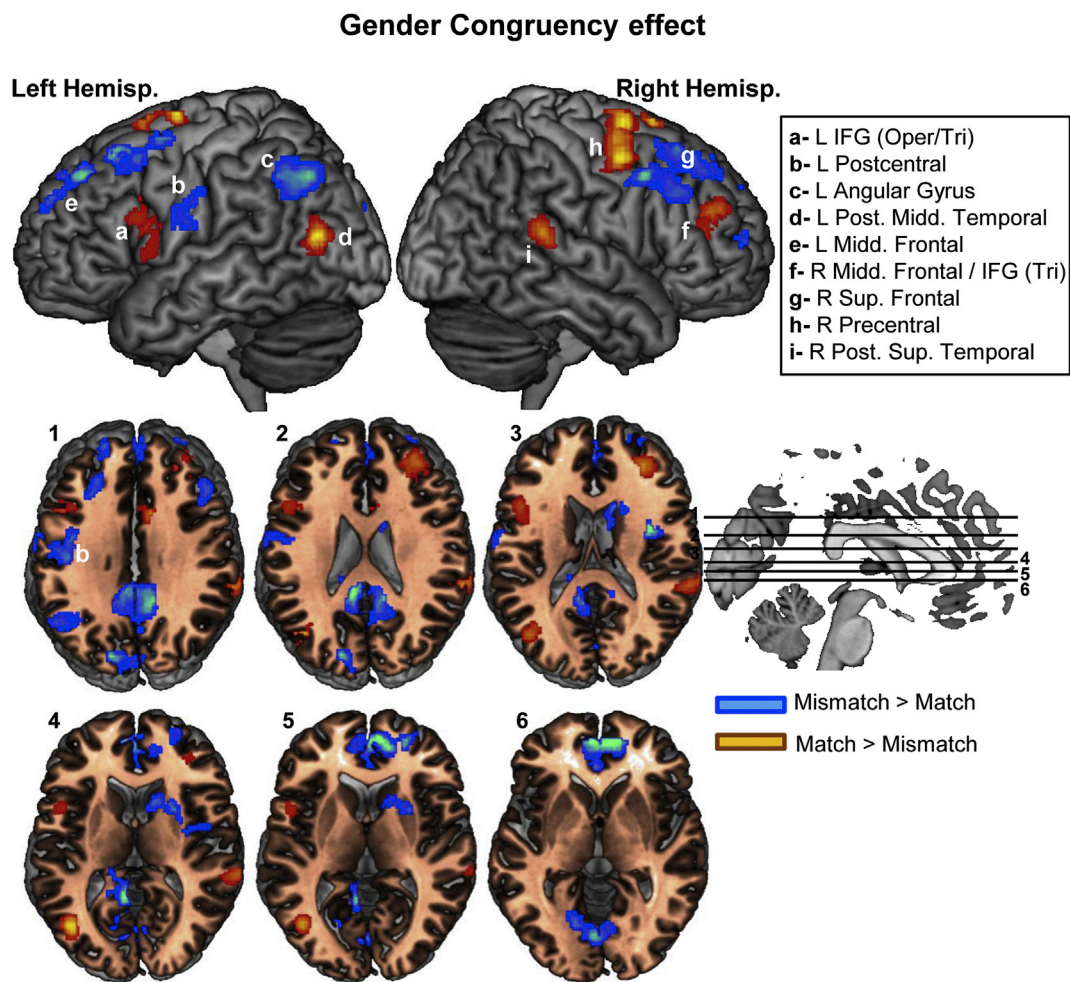 Gender Congruency effect
Left Hemisp.
Right Hemisp.
a
b
c
d
e
f
g
h
i
a- L IFG (Oper/Tri)
b- L Postcentral
c- L Angular Gyrus
d- L Post. Midd. Temporal
e- L Midd. Frontal
f- R Midd. Frontal / IFG (Tri)
g- R Sup. Frontal
h- R Precentral
i- R Post. Sup. Temporal
1
2
3
b
4
5
6
Mismatch > Match
Match > Mismatch
4
5
6